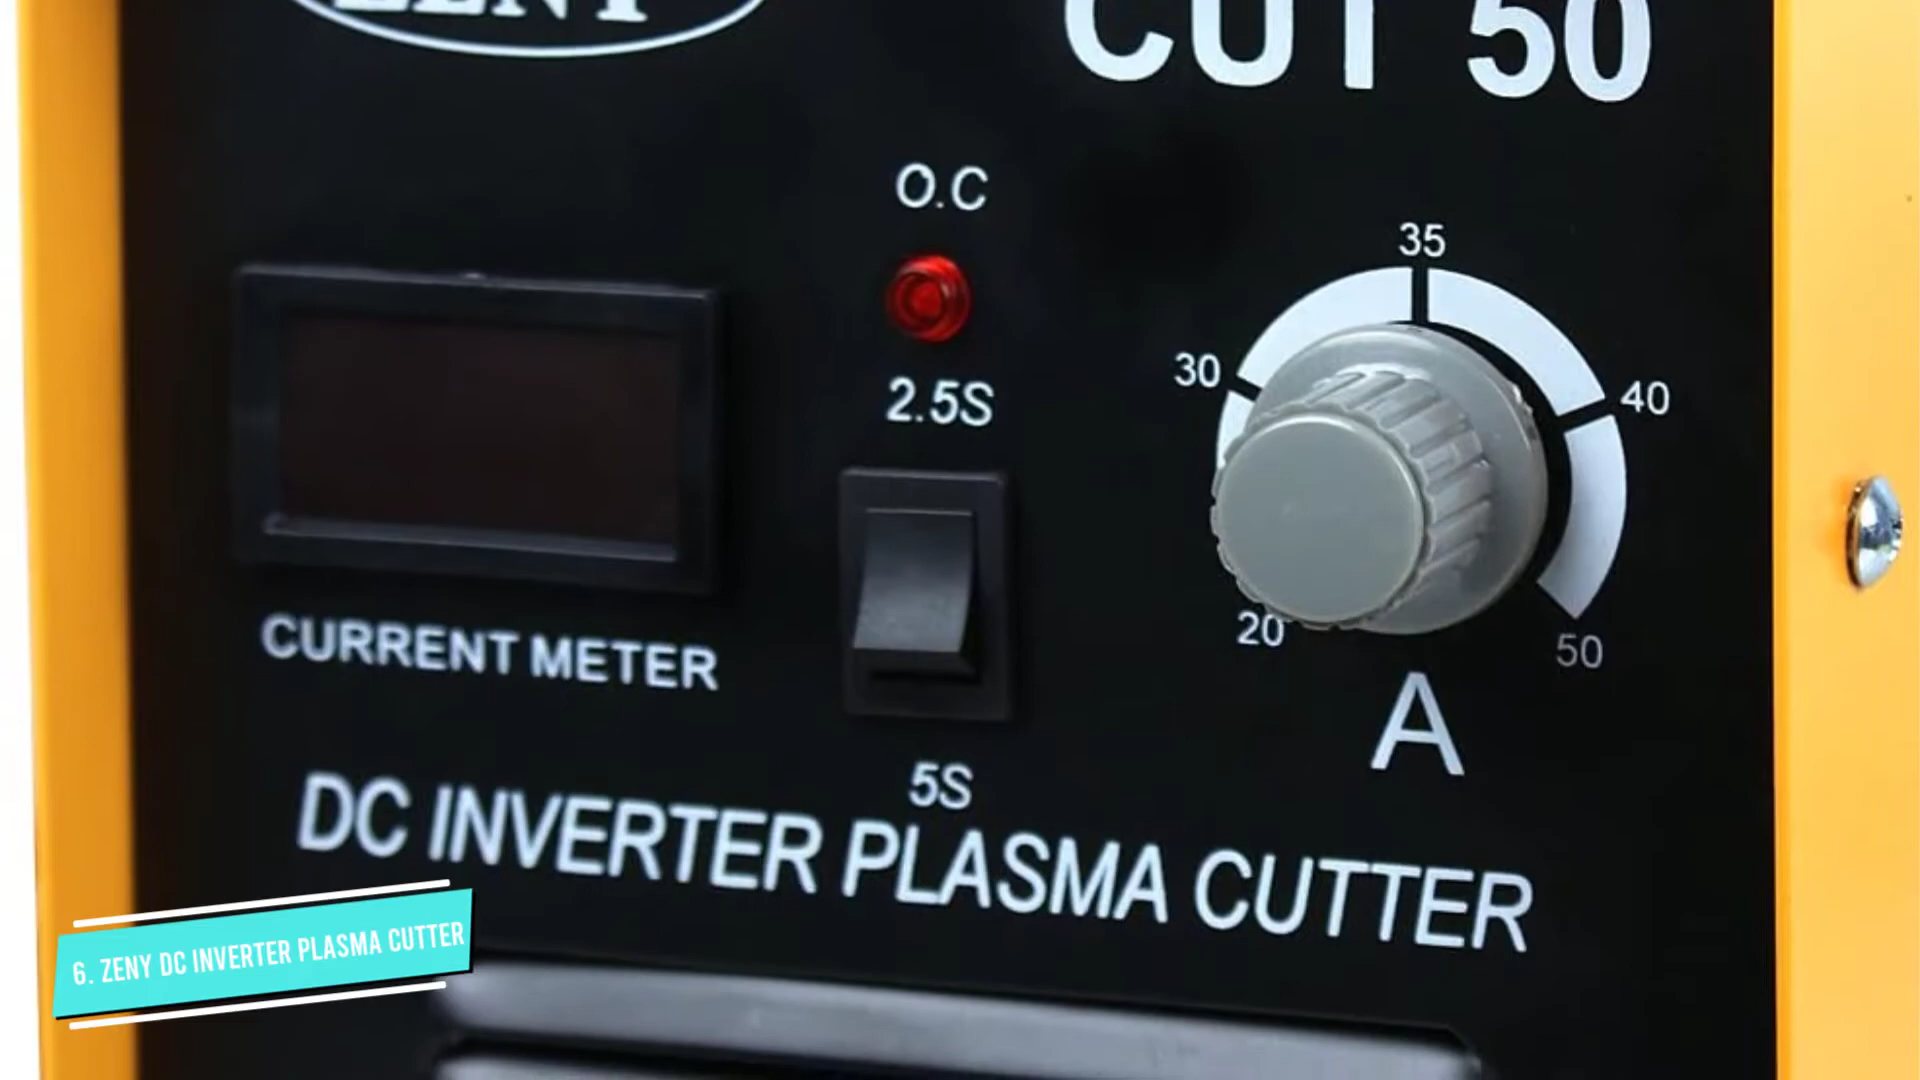 ZENY
CUT 50
O.C
2.5S
5S
CURRENT METER
20
30
35
40
50
A
DC INVERTER PLASMA CUTTER
6. ZENY DC INVERTER PLASMA CUTTER